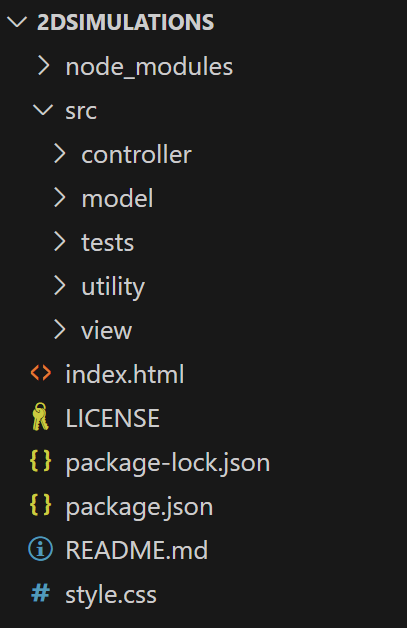 2DSIMULATIONS
node_modules
src
controller
model
tests
utility
view
index.html
LICENSE
package-lock.json
package.json
README.md
style.css